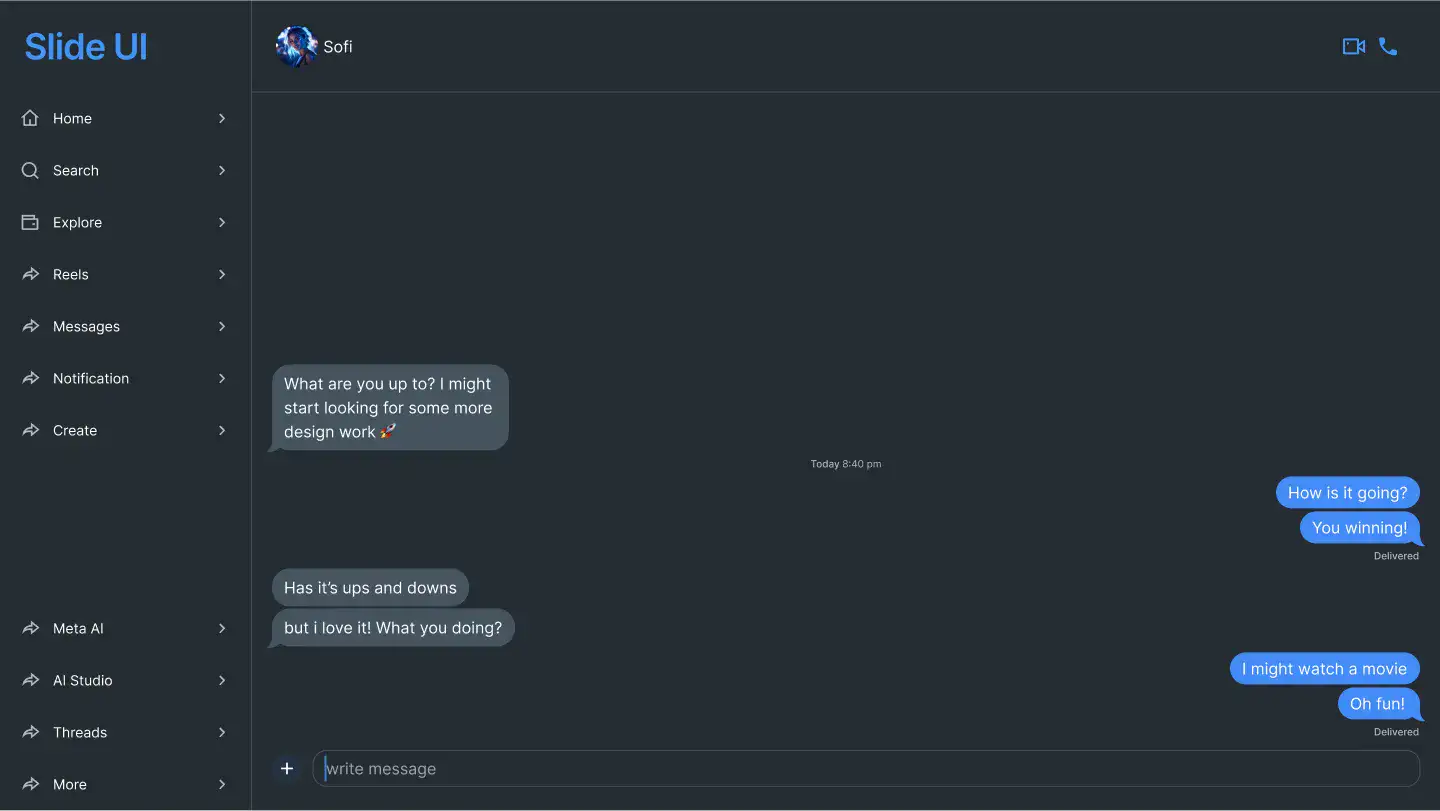 Slide UI
Home
Search
Explore
Reels
Messages
Notification
Create
Meta AI
AI Studio
Threads
More
Sofi
What are you up to? I might
start looking for some more
design work 🚀
Today 8:40 pm
How is it going?
You winning!
Delivered
Has it’s ups and downs
but i love it! What you doing?
I might watch a movie
Oh fun!
Delivered
write message